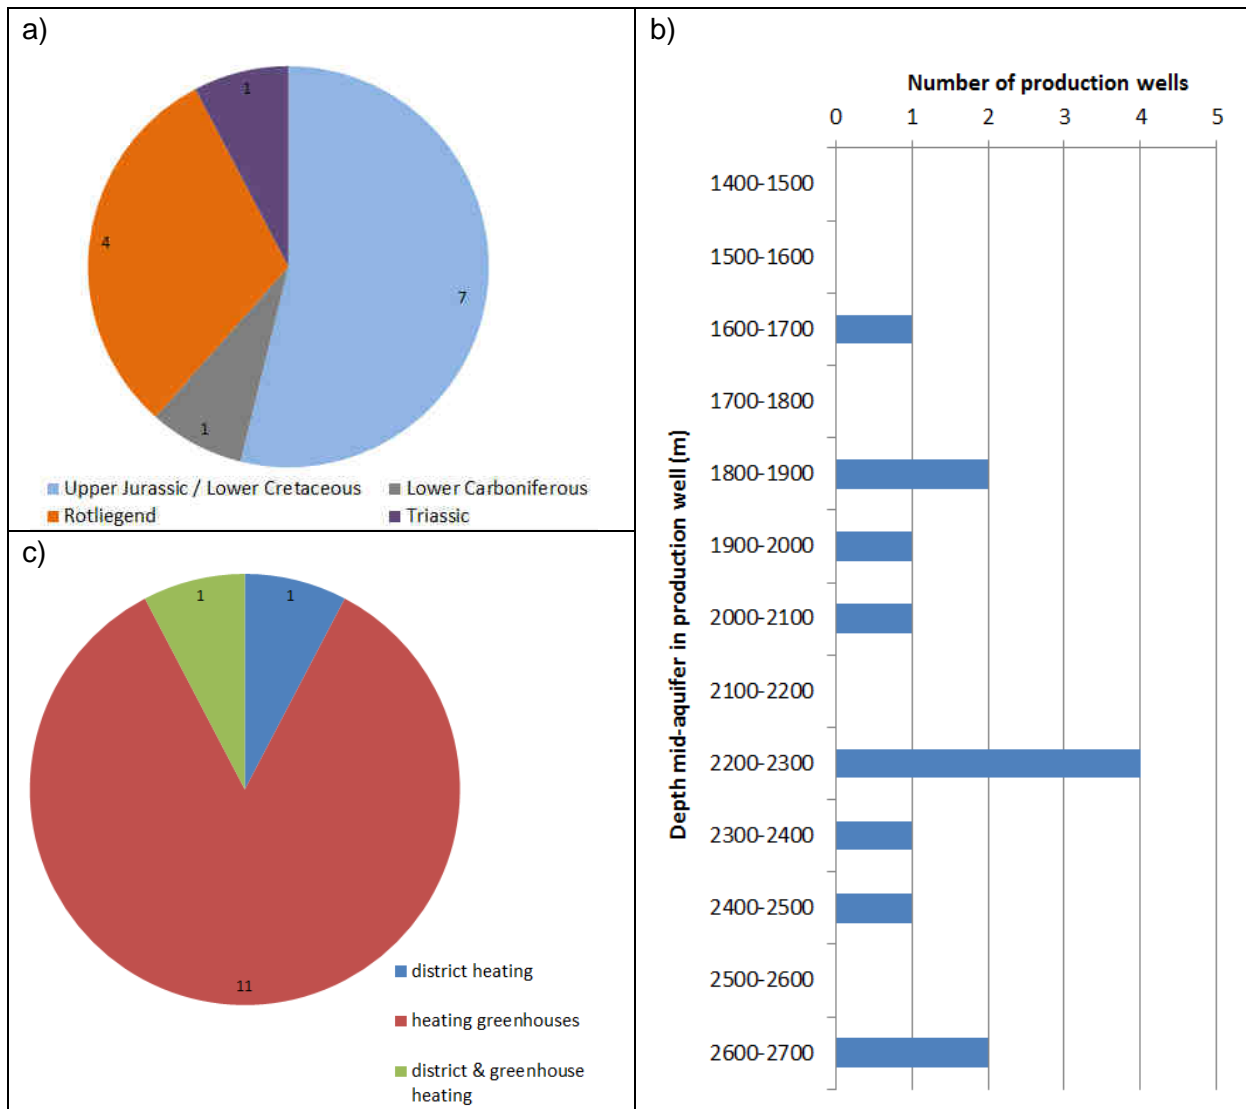 a)
1
4
7
1
Upper Jurassic / Lower Cretaceous
Lower Carboniferous
Rotliegend
Triassic
b)
Number of production wells
0 1 2 3 4 5
Depth mid-aquifer in production well (m)
1400-1500
1500-1600
1600-1700
1700-1800
1800-1900
1900-2000
2000-2100
2100-2200
2200-2300
2300-2400
2400-2500
2500-2600
2600-2700
c)
1 1
11
district heating
heating greenhouses
district & greenhouse
heating